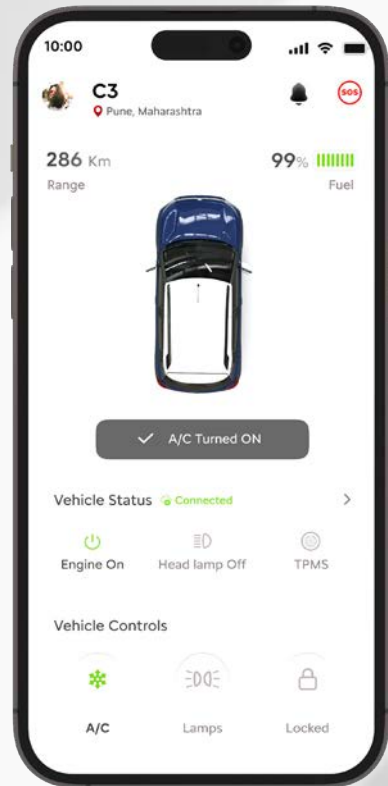 10:00
C3
SOS
Pune, Maharashtra
286 Km
99%
Range
Fuel
A/C Turned ON
Vehicle Status Connected
Engine On Head lamp Off TPMS
Vehicle Controls
A/C Lamps Locked